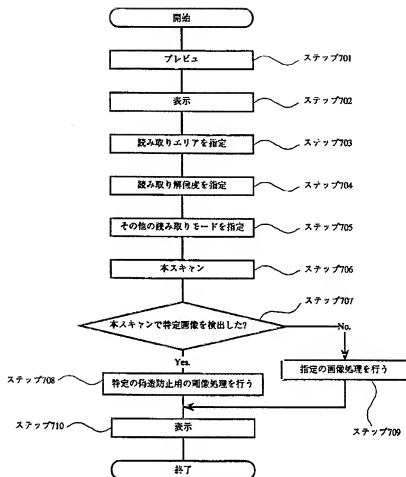 開始
プレビュ
ステップ701
表示
ステップ702
読み取りエリアを指定
ステップ703
読み取り解像度を指定
ステップ704
その他の読み取りモードを指定
ステップ705
本スキャン
ステップ706
ステップ707
本スキャンで特定画像を検出した?
No.
Yes.
ステップ708
特定の偽造防止用の画像処理を行う
指定の画像処理を行う
ステップ709
ステップ710
表示
終了